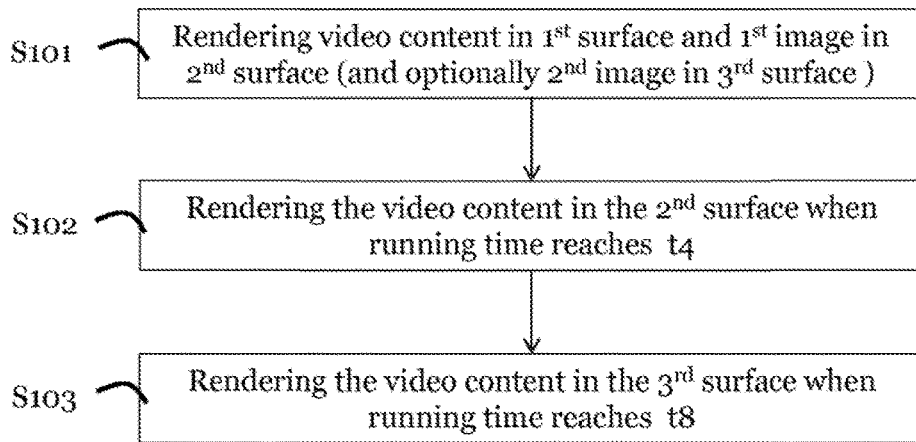 S101
Rendering video content in 1st surface and 1st image in
2nd surface (and optionally 2nd image in 3rd surface )
S102
Rendering the video content in the 2nd surface when
running time reaches t4
S103
Rendering the video content in the 3rd surface when
running time reaches t8